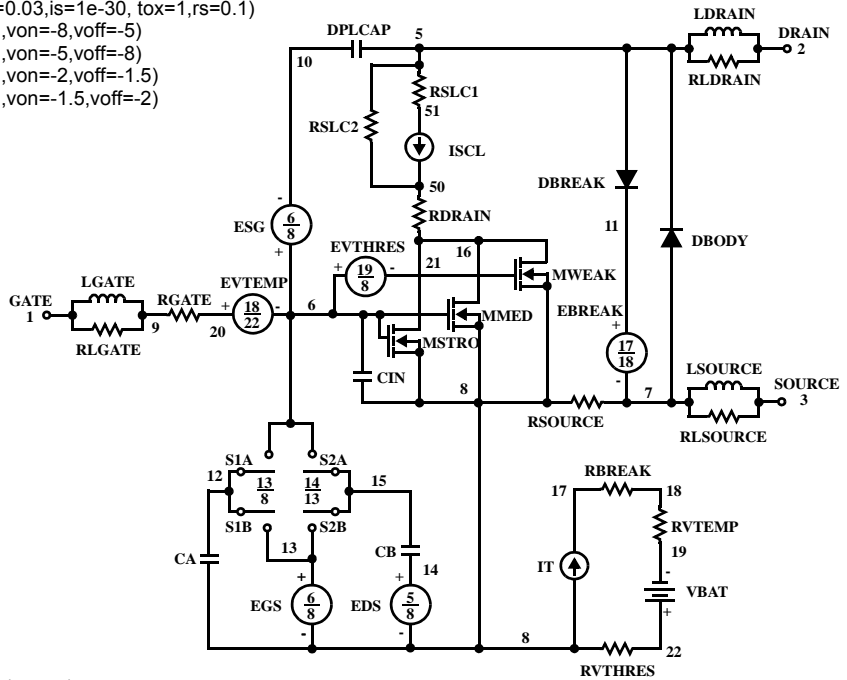 =0.03,is=1e-30, tox=1,rs=0.1)
,von=-8,voff=-5)
,von=-5,voff=-8)
,von=-2,voff=-1.5)
,von=-1.5,voff=-2)
LDRAIN
DPLCAP 5 DRAIN
10 2
RLDRAIN
RSLC1
51
RSLC2
ISCL
50
DBREAK
RDRAIN
- ESG 6 8 +
11
DBODY
EVTHRES 16
+ 19 8 - 21
MWEAK
LGATE EVTEMP
GATE RGATE + 18 22 - 6
EBREAK
1 9 20
MMED
+ 17 18 -
RLGATE
MSTRO
LSOURCE
CIN 8 7 SOURCE
3
RSOURCE
RLSOURCE
S1A S2A
12 13 8 14 13 15
S1B S2B
RBREAK
17 18
RVTEMP
13
CA CB 14 IT 19
- VBAT +
+ EGS 6 8 -
+ EDS 5 8 -
8 22
RVTHRES